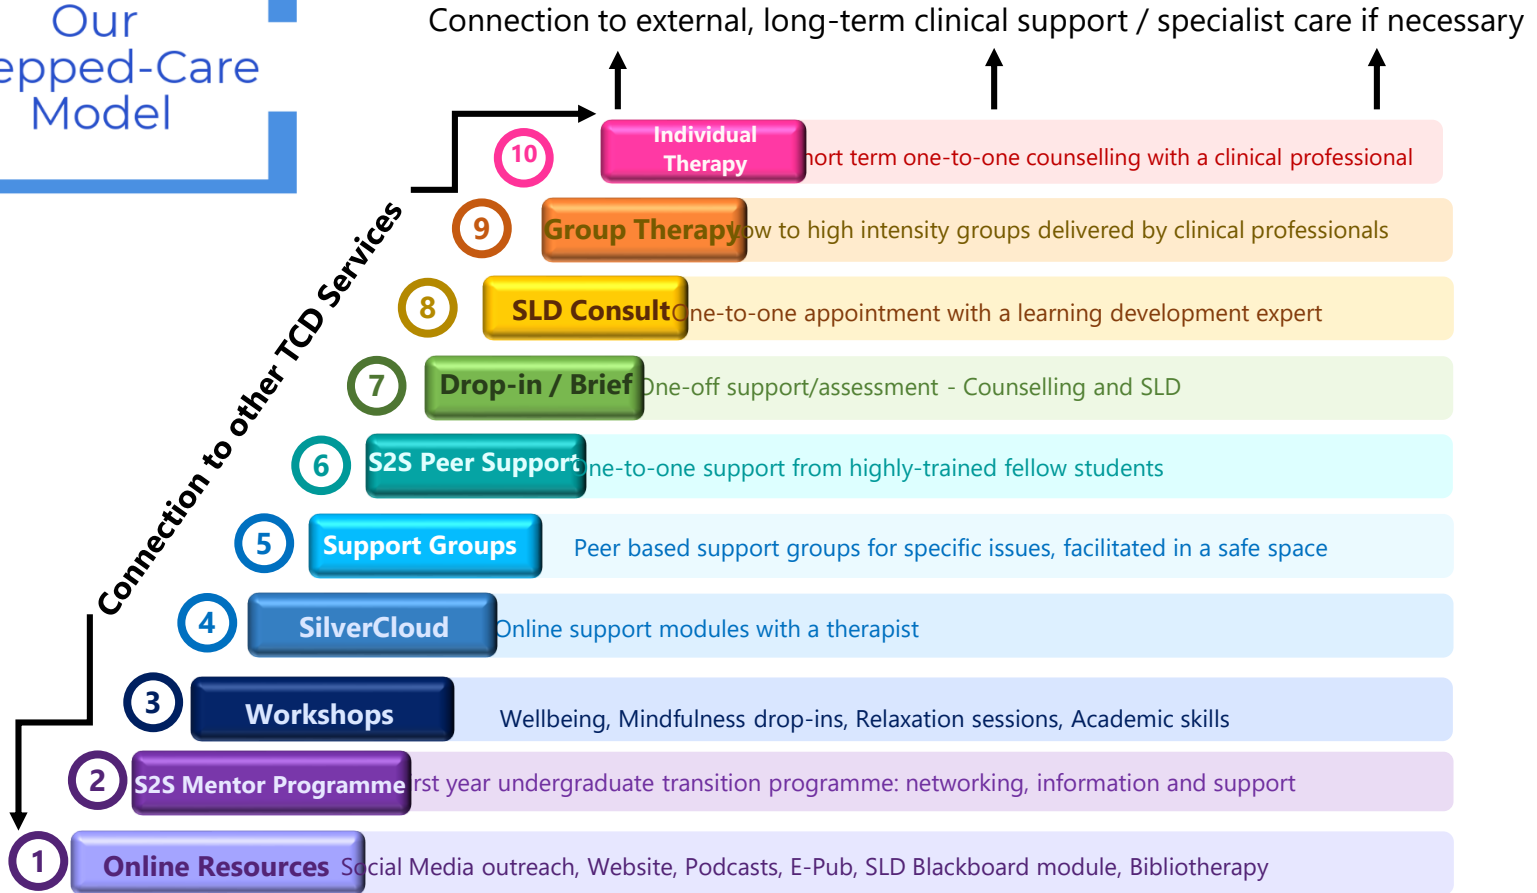 Our
epped-Care
Model
Connection to external, long-term clinical support / specialist care if necessary
Connection to other TCD Services
10
Individual
Therapy
hort term one-to-one counselling with a clinical professional
9
Group Therapy
Low to high intensity groups delivered by clinical professionals
8
SLD Consult
One-to-one appointment with a learning development expert
7
Drop-in / Brief
One-off support/assessment - Counselling and SLD
6
S2S Peer Support
One-to-one support from highly-trained fellow students
5
Support Groups
Peer based support groups for specific issues, facilitated in a safe space
4
SilverCloud
Online support modules with a therapist
3
Workshops
Wellbeing, Mindfulness drop-ins, Relaxation sessions, Academic skills
2
S2S Mentor Programme
rst year undergraduate transition programme: networking, information and support
1
Online Resources
Social Media outreach, Website, Podcasts, E-Pub, SLD Blackboard module, Bibliotherapy